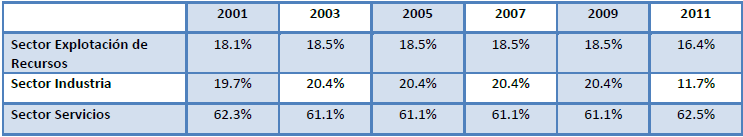 2001 2003 2005 2007 2009 2011
Sector Explotación de 18.1% 18.5% 18.5% 18.5% 18.5% 16.4%
Recursos
Sector Industria 19.7% 20.4% 20.4% 20.4% 20.4% 11.7%
Sector Servicios 62.3% 61.1% 61.1% 61.1% 61.1% 62.5%